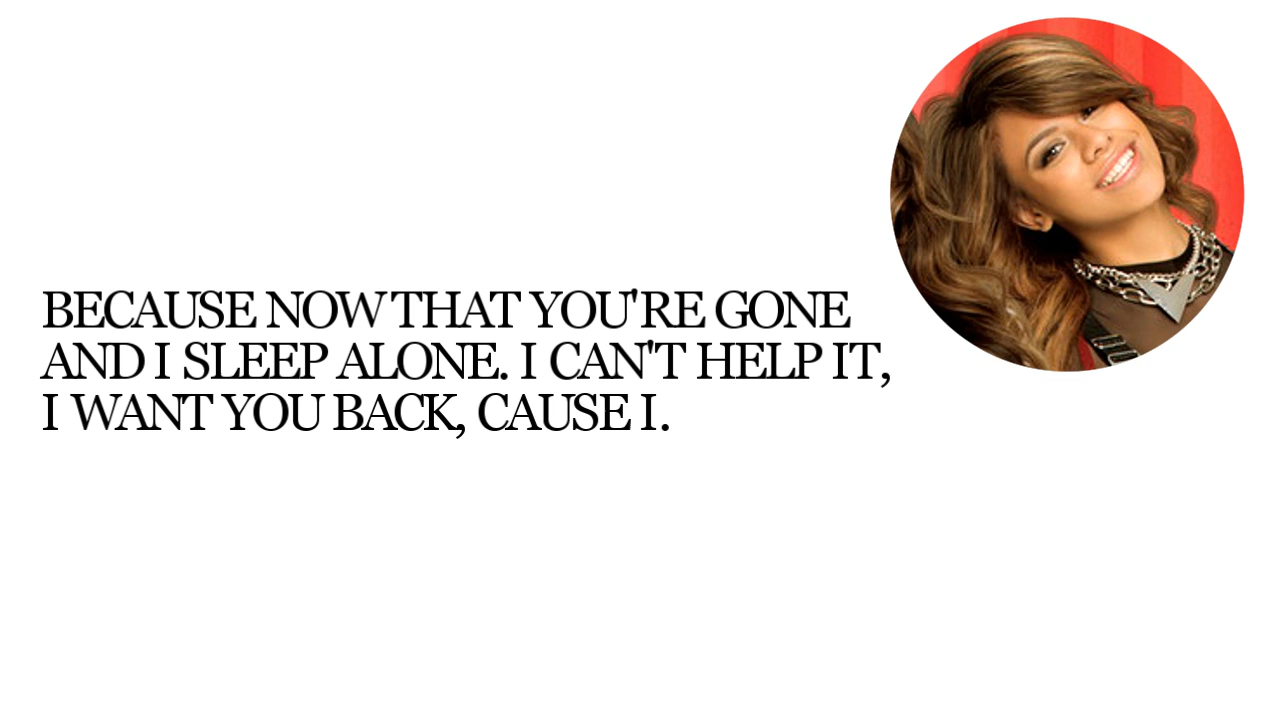 BECAUSE NOW THAT YOU'RE GONE
AND I SLEEP ALONE. I CAN'T HELP IT,
I WANT YOU BACK, CAUSE I.